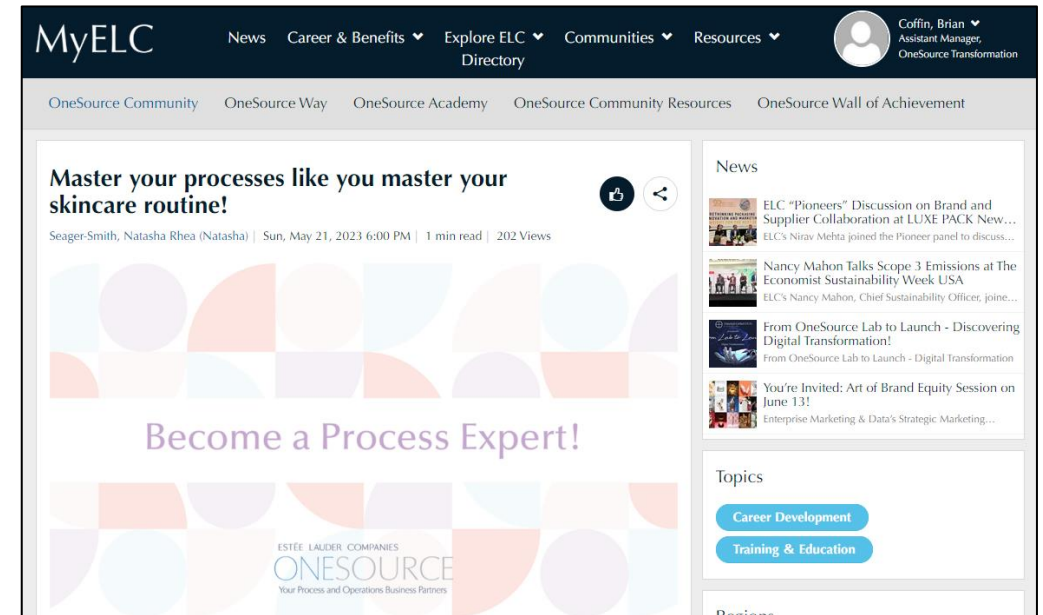 MyELC
News Career & Benefits Explore ELC Communities Resources
Directory
Coffin, Brian
Assistant Manager,
OneSource Transformation
OneSource Community OneSource Way OneSource Academy OneSource Community Resources OneSource Wall of Achievement
Master your processes like you master your
skincare routine!
Seager-Smith, Natasha Rhea (Natasha) | Sun, May 21, 2023 6:00 PM | 1 min read | 202 Views
Become a Process Expert!
ESTĒE LAUDER COMPANIES
ONESOURCE
Your Process and Operations Business Partners
News
ELC “Pioneers” Discussion on Brand and
Supplier Collaboration at LUXE PACK New…
ELC’s Nirav Mehta joined the Pioneer panel to discuss…
Nancy Mahon Talks Scope 3 Emissions at The
Economist Sustainability Week USA
ELC’s Nancy Mahon, Chief Sustainability Officer, joine…
From OneSource Lab to Launch - Discovering
Digital Transformation!
From OneSource Lab to Launch - Digital Transformation
You’re Invited: Art of Brand Equity Session on
June 13!
Enterprise Marketing & Data’s Strategic Marketing…
Topics
Career Development
Training & Education
Regions